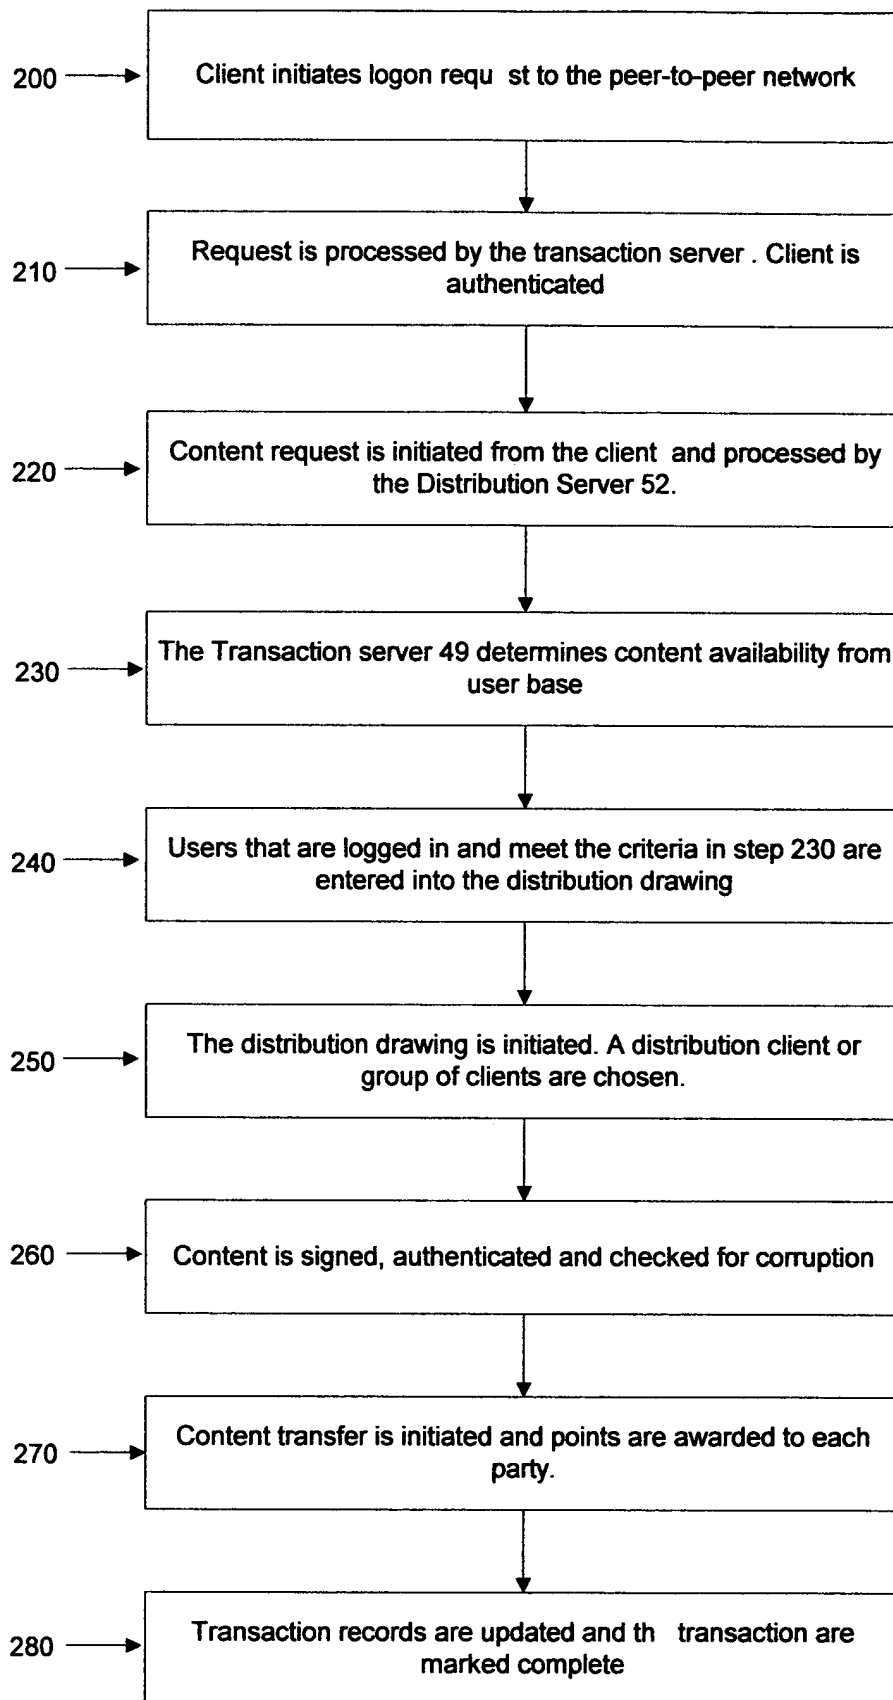 200
Client initiates logon requ st to the peer-to-peer network
210
Request is processed by the transaction server . Client is
authenticated
220
Content request is initiated from the client and processed by
the Distribution Server 52.
230
The Transaction server 49 determines content availability from
user base
240
Users that are logged in and meet the criteria in step 230 are
entered into the distribution drawing
250
The distribution drawing is initiated. A distribution client or
group of clients are chosen.
260
Content is signed, authenticated and checked for corruption
270
Content transfer is initiated and points are awarded to each
party.
280
Transaction records are updated and th transaction are
marked complete